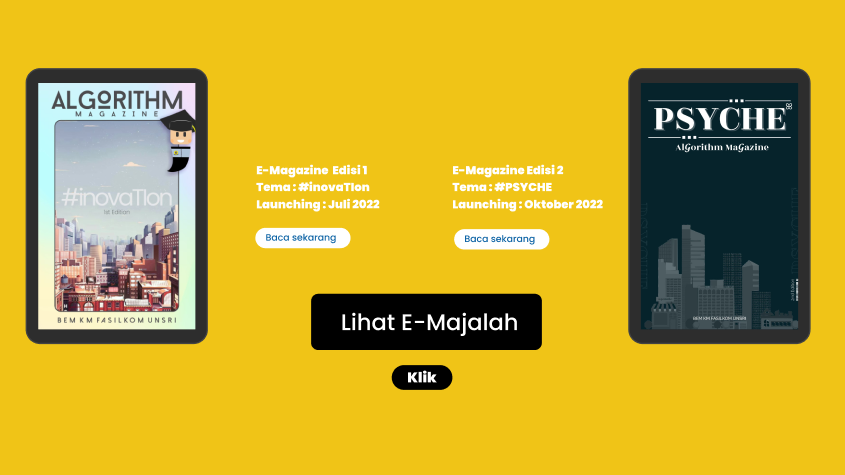 ALGORITHM
MAGAZINE
#inovaTIon
1st Edition
BEM KM FASILKOM UNSRI
E-Magazine Edisi 1
Tema : #inovaTIon
Launching : Juli 2022
Baca sekarang
E-Magazine Edisi 2
Tema : #PSYCHE
Launching : Oktober 2022
Baca sekarang
PSYCHE
AlGorithm MaGazine
BEM KM FASILKOM UNSRI
Lihat E-Majalah
Klik